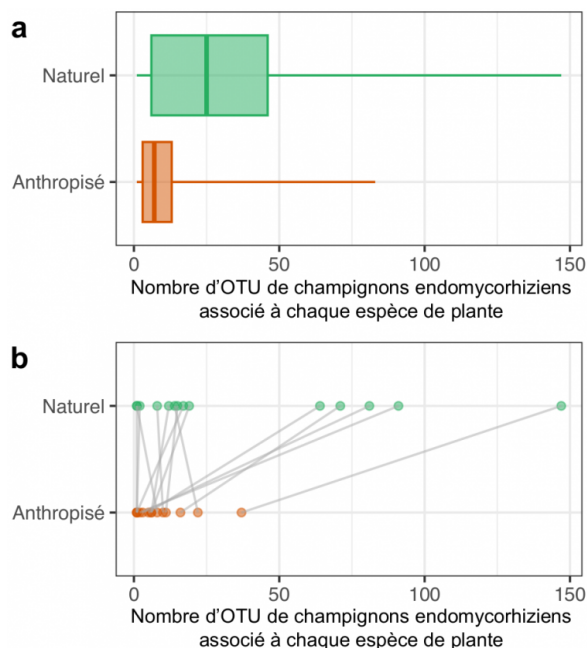 a
Naturel
Anthropisé
0 50 100 150
Nombre d’OTU de champignons endomycorhiziens
associé à chaque espèce de plante
b
Naturel
Anthropisé
0 50 100 150
Nombre d’OTU de champignons endomycorhiziens
associé à chaque espèce de plante